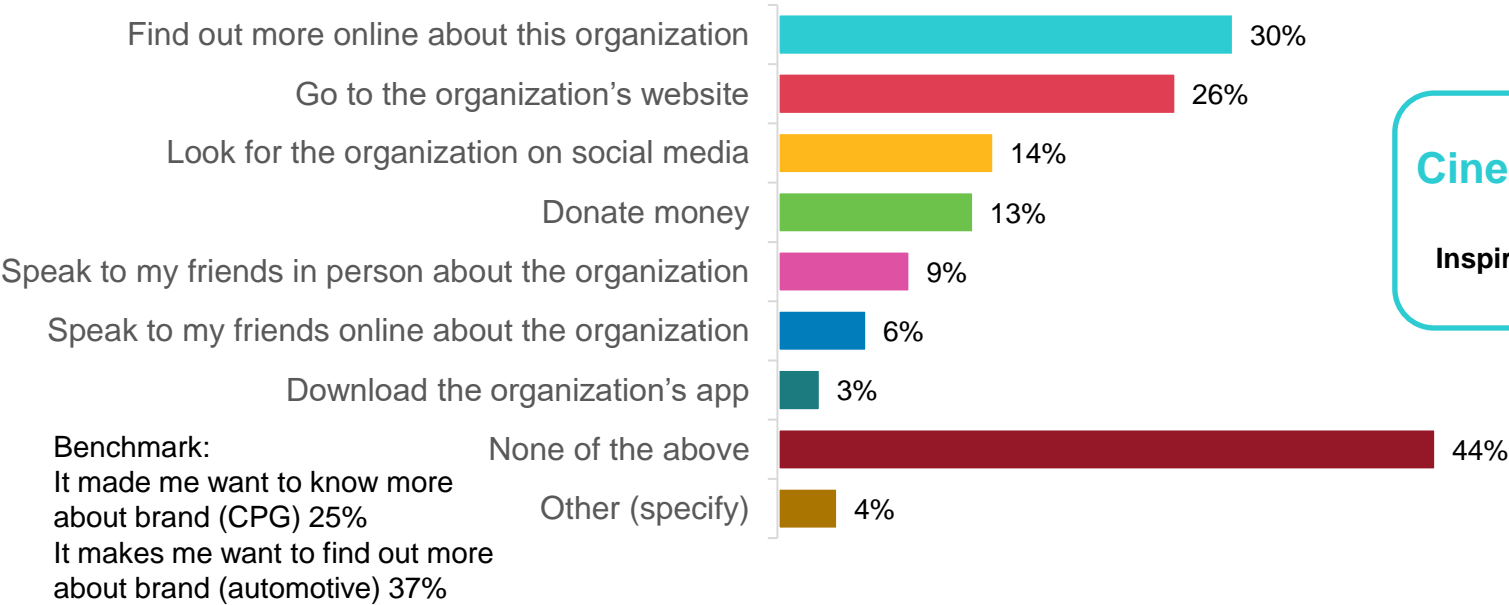 Find out more online about this organization 30%
Go to the organization’s website 26%
Look for the organization on social media 14%
Donate money 13%
Speak to my friends in person about the organization 9%
Speak to my friends online about the organization 6%
Download the organization’s app 3%
None of the above 44%
Other (specify) 4%
Benchmark:
It made me want to know more
about brand (CPG) 25%
It makes me want to find out more
about brand (automotive) 37%